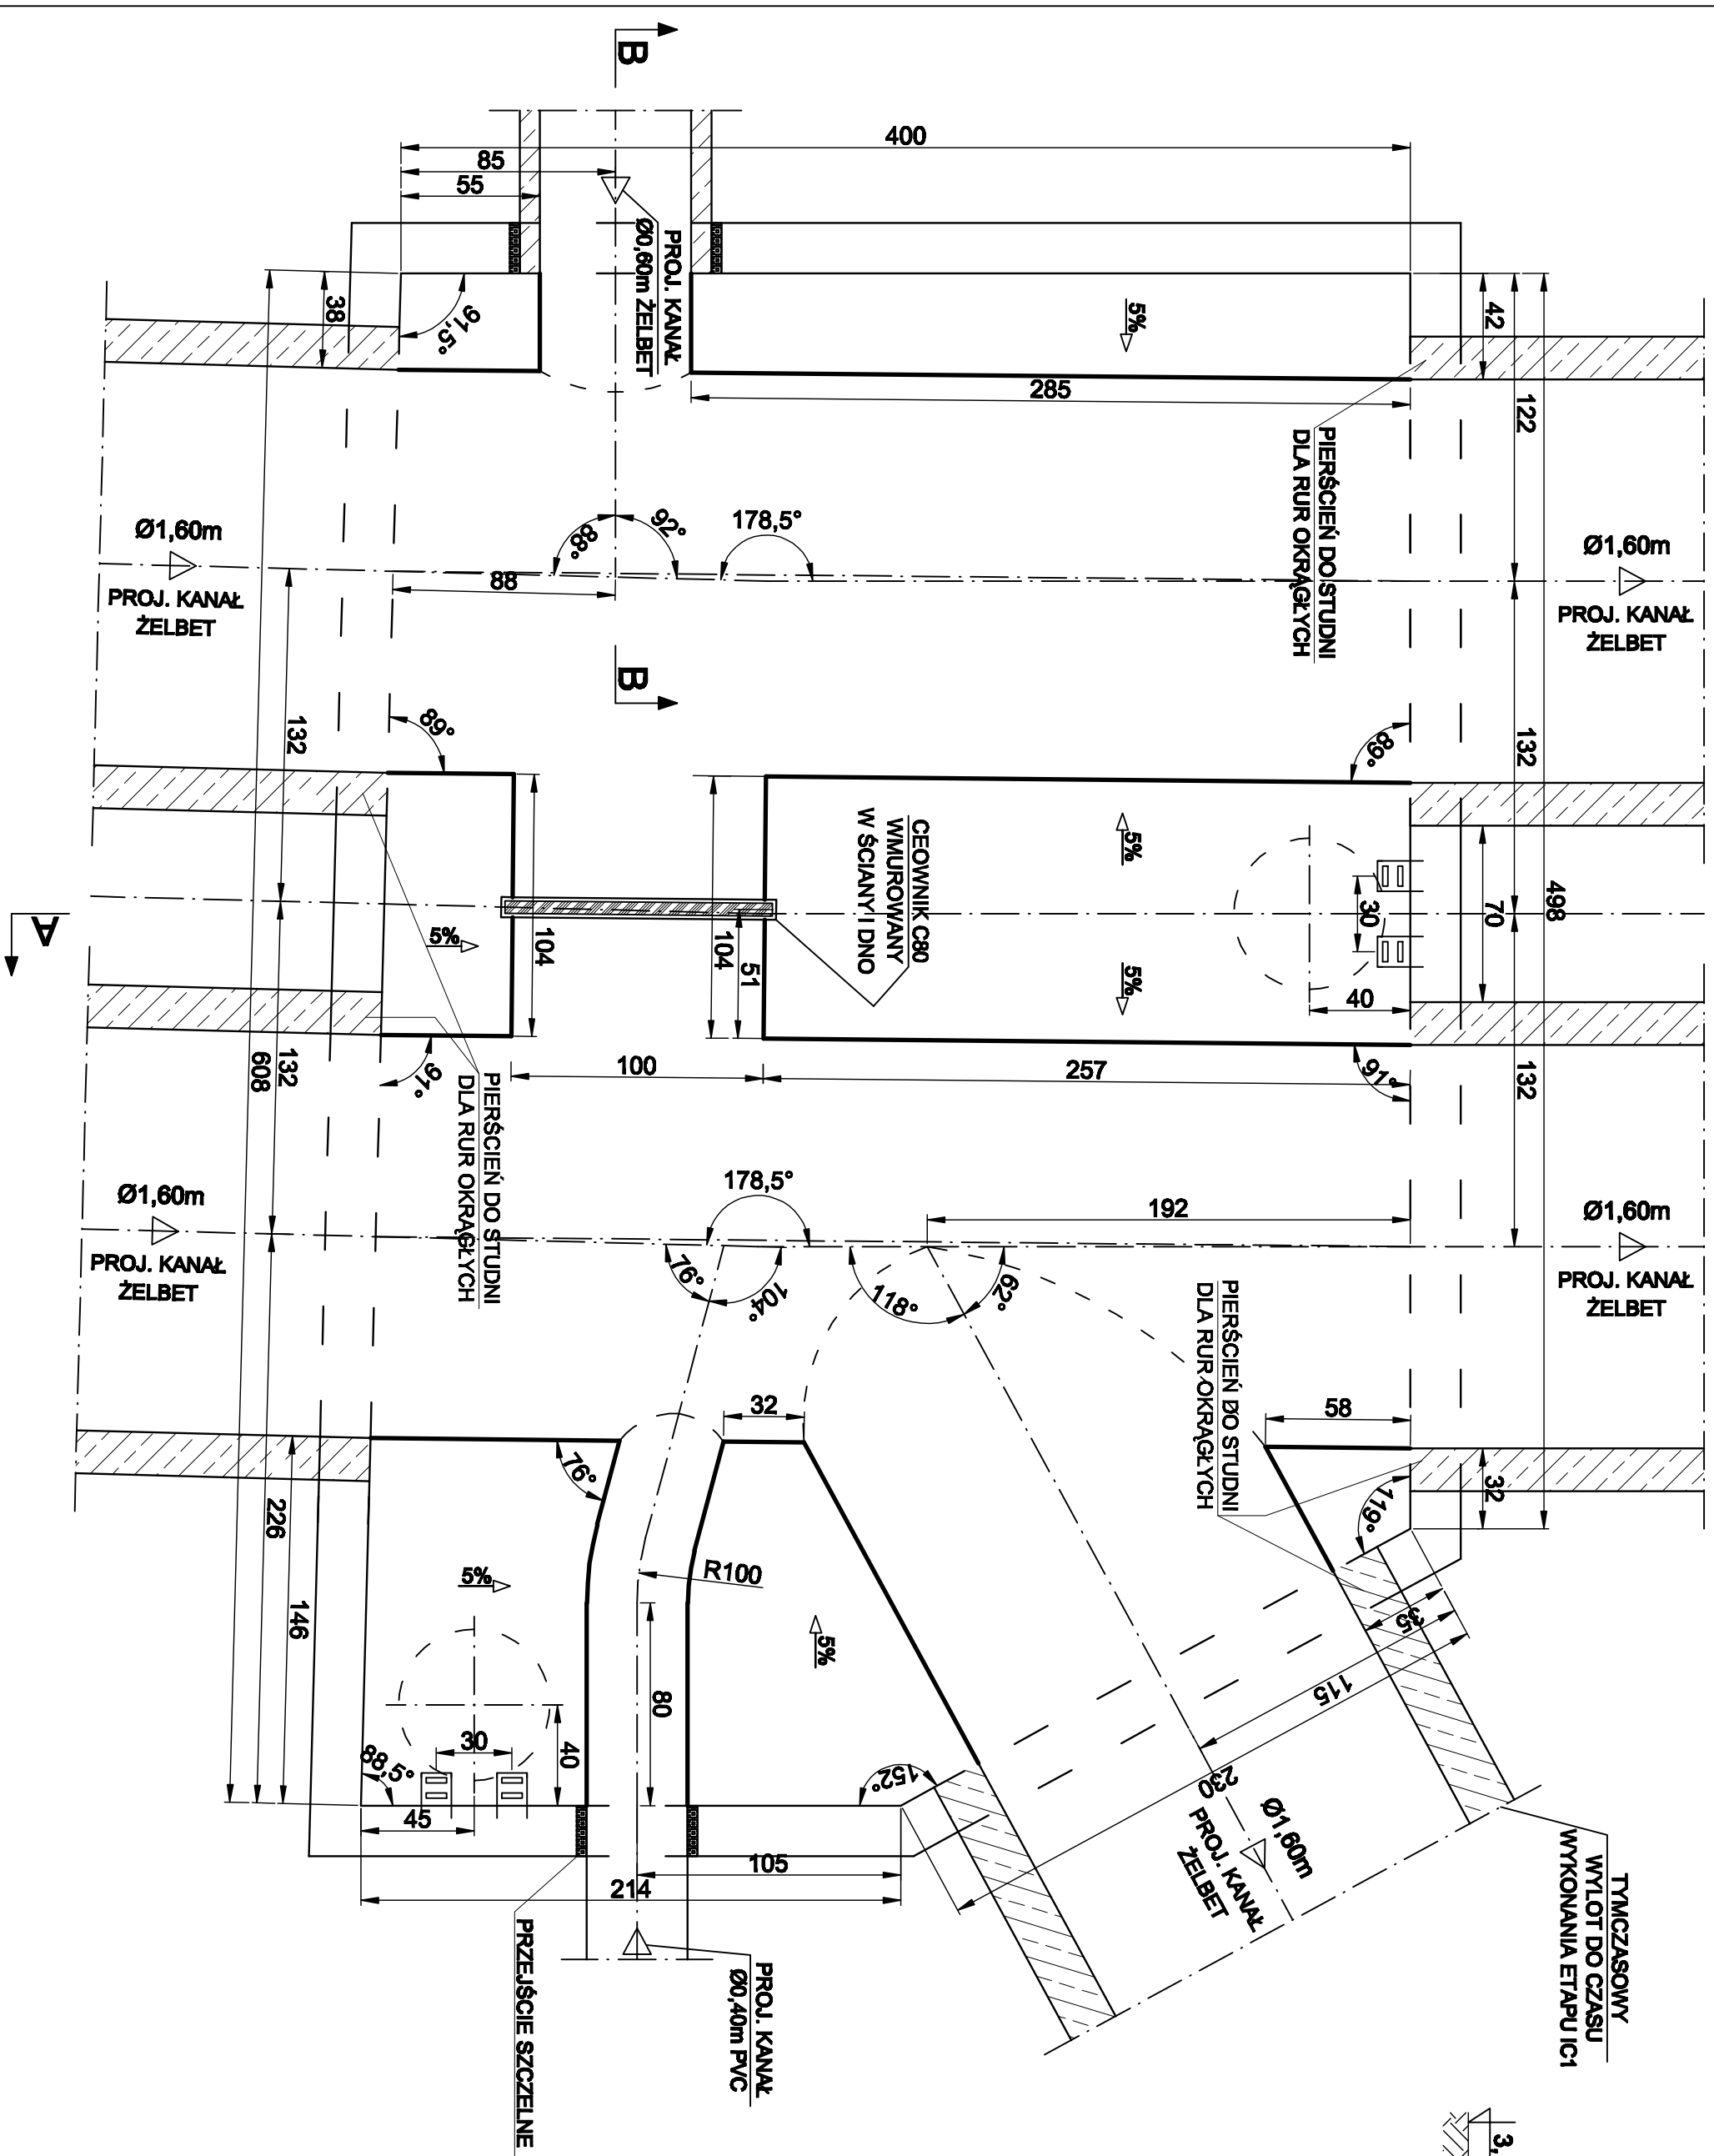 B
400
85
55
PROJ. KANAŁ
Ø0,60m ŻELBET
5%
42
38
91,5°
285
122
PIERŚCIEŃ DO STUDNI
DLA RUR OKRĄGŁYCH
Ø1,60m
PROJ. KANAŁ
ŻELBET
88°
92°
178,5°
88
Ø1,60m
PROJ. KANAŁ
ŻELBET
B
132
89°
89°
132
CEOWNIK C80
WMUROWANY
W ŚCIANY I DNO
5%
498
70
30
A
5%
104
104
51
5%
40
608
132
91°
100
257
91°
132
PIERŚCIEŃ DO STUDNI
DLA RUR OKRĄGŁYCH
Ø1,60m
PROJ. KANAŁ
ŻELBET
178,5°
192
Ø1,60m
PROJ. KANAŁ
ŻELBET
76°
104°
118°
62°
PIERŚCIEŃ DO STUDNI
DLA RUR OKRĄGŁYCH
32
58
76°
32
119°
226
146
5%
R100
5%
35
115
80
30
40
88,5°
152°
230
45
Ø1,60m
PROJ. KANAŁ
ŻELBET
105
214
TYMCZASOWY
WYLOT DO CZASU
WYKONANIA ETAPU IC1
PRZEJŚCIE SZCZELNE
PROJ. KANAŁ
Ø0,40m PVC
3,